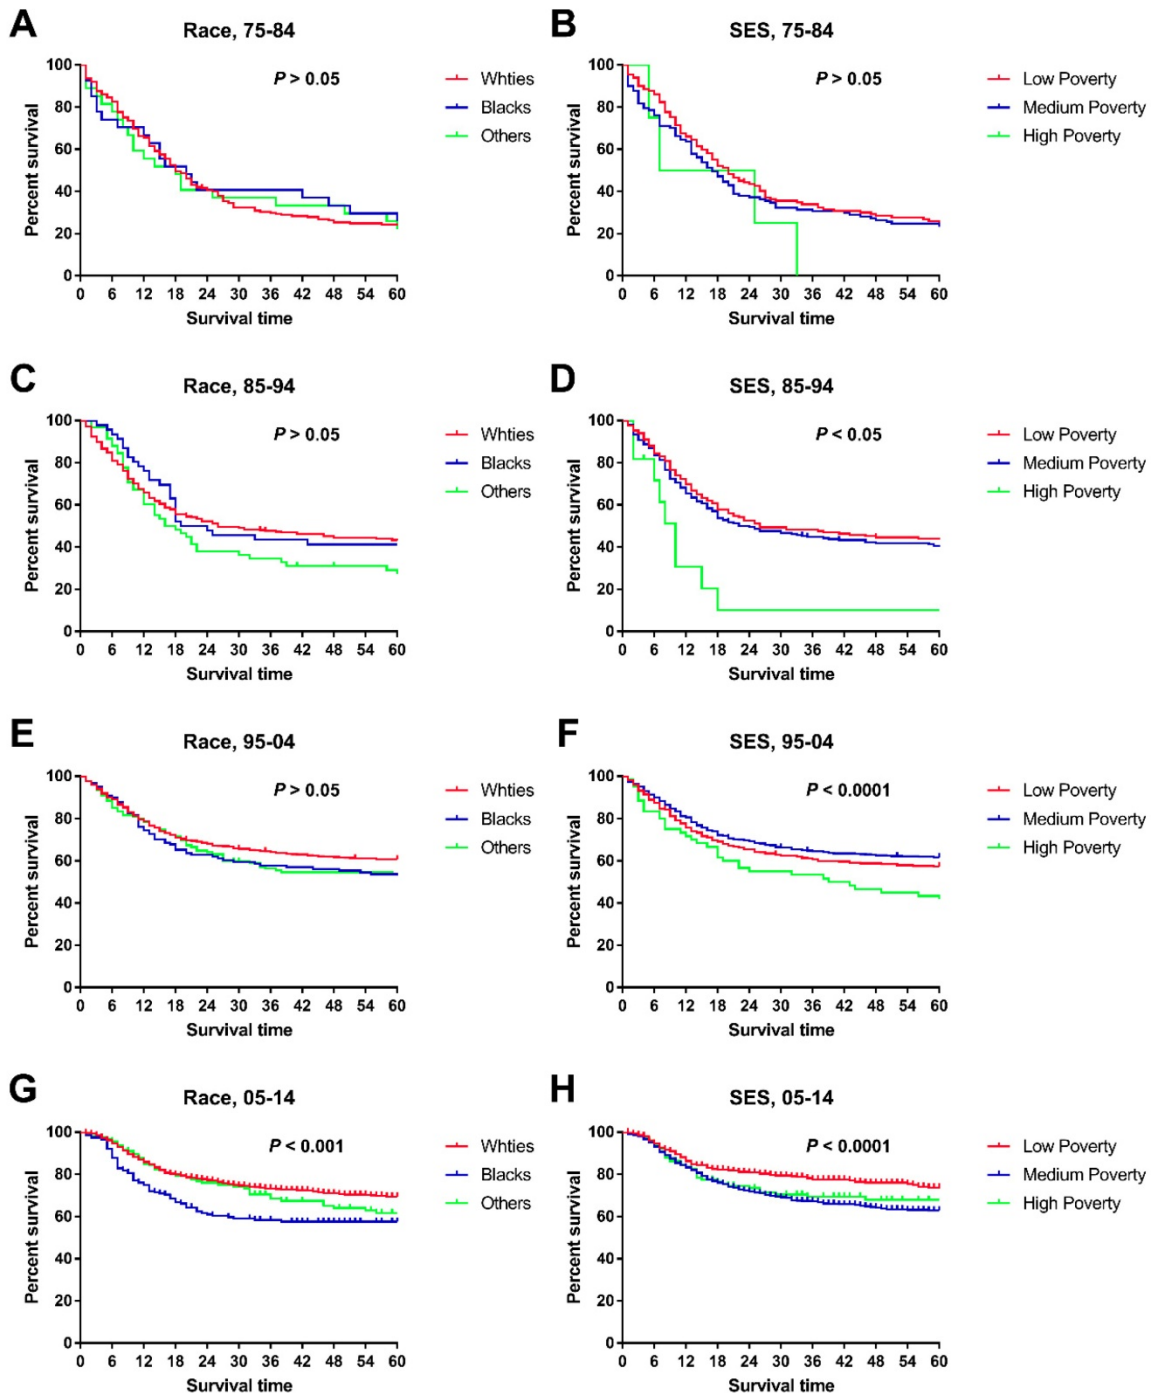 A
Race, 75-84
P > 0.05
Whties
Blacks
Others
Percent survival
100
80
60
40
20
0
0 6 12 18 24 30 36 42 48 54 60
Survival time
B
SES, 75-84
P > 0.05
Low Poverty
Medium Poverty
High Poverty
Percent survival
100
80
60
40
20
0
0 6 12 18 24 30 36 42 48 54 60
Survival time
C
Race, 85-94
P > 0.05
Whties
Blacks
Others
Percent survival
100
80
60
40
20
0
0 6 12 18 24 30 36 42 48 54 60
Survival time
D
SES, 85-94
P < 0.05
Low Poverty
Medium Poverty
High Poverty
Percent survival
100
80
60
40
20
0
0 6 12 18 24 30 36 42 48 54 60
Survival time
E
Race, 95-04
P > 0.05
Whties
Blacks
Others
Percent survival
100
80
60
40
20
0
0 6 12 18 24 30 36 42 48 54 60
Survival time
F
SES, 95-04
P < 0.0001
Low Poverty
Medium Poverty
High Poverty
Percent survival
100
80
60
40
20
0
0 6 12 18 24 30 36 42 48 54 60
Survival time
G
Race, 05-14
P < 0.001
Whties
Blacks
Others
Percent survival
100
80
60
40
20
0
0 6 12 18 24 30 36 42 48 54 60
Survival time
H
SES, 05-14
P < 0.0001
Low Poverty
Medium Poverty
High Poverty
Percent survival
100
80
60
40
20
0
0 6 12 18 24 30 36 42 48 54 60
Survival time